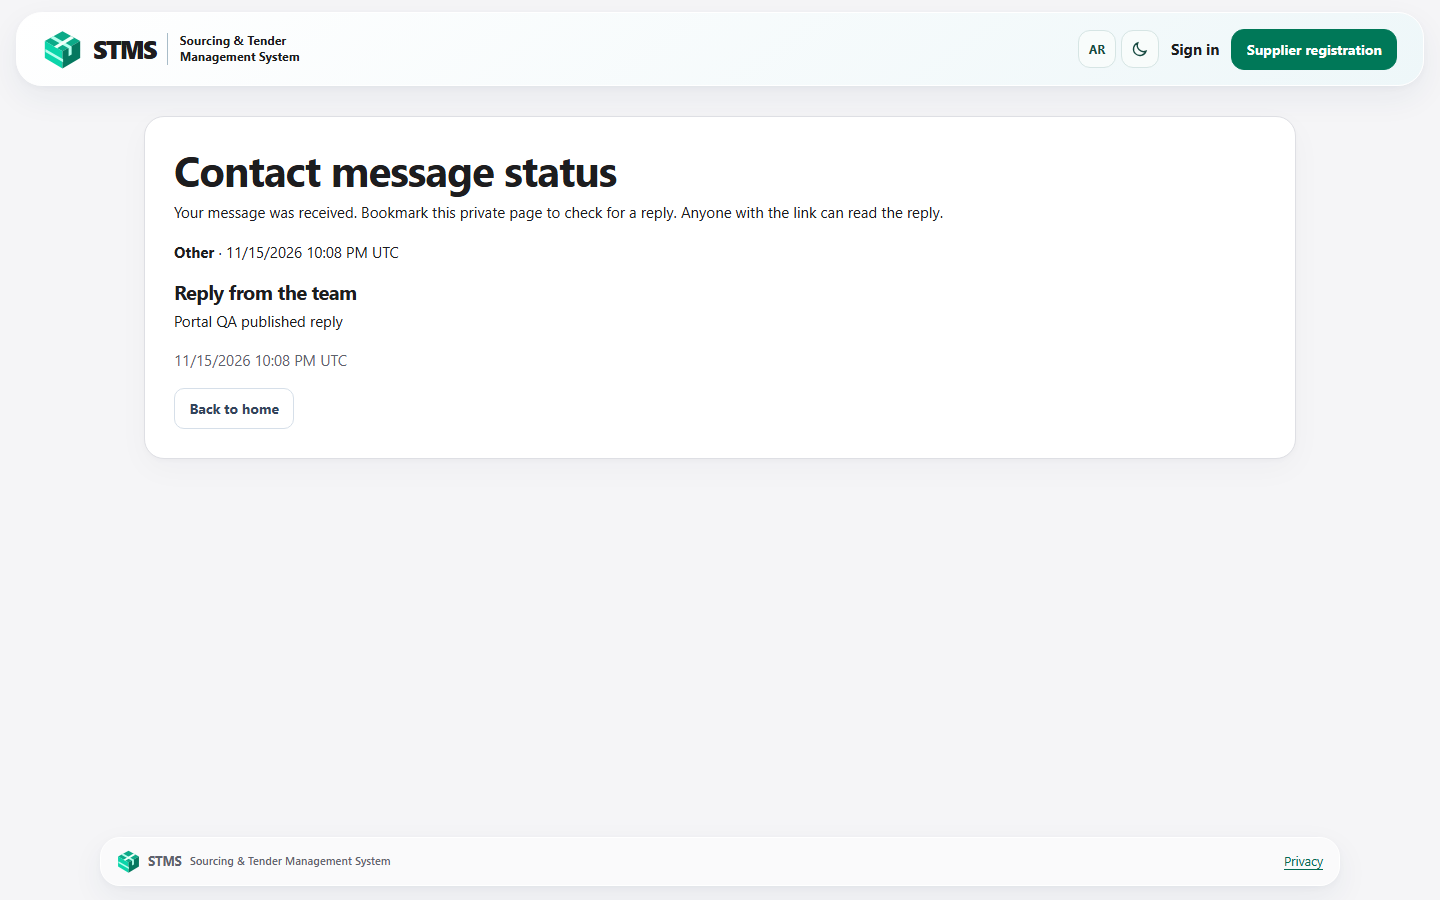 STMS
Sourcing & Tender
Management System
AR
Sign in
Supplier registration
Contact message status
Your message was received. Bookmark this private page to check for a reply. Anyone with the link can read the reply.
Other · 11/15/2026 10:08 PM UTC
Reply from the team
Portal QA published reply
11/15/2026 10:08 PM UTC
Back to home
STMS Sourcing & Tender Management System
Privacy